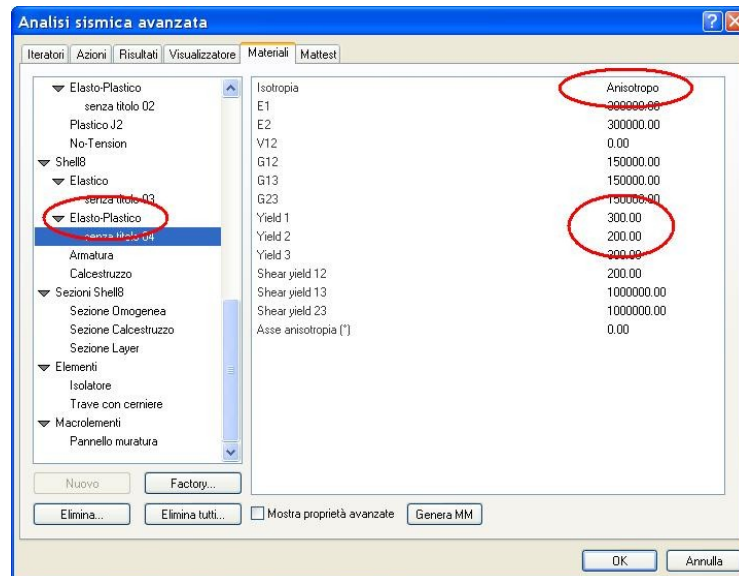 Analisi sismica avanzata
Iteratori Azioni Risultati Visualizzatore Materiali Mattest
Elasto-Plastico
senza titolo 02
Plastico J2
No-Tension
Shell8
Elastico
senza titolo 03
Elasto-Plastico
senza titolo 04
Armatura
Calcestruzzo
Sezioni Shell8
Sezione Omogenea
Sezione Calcestruzzo
Sezione Layer
Elementi
Isolatore
Trave con cerniere
Macrolementi
Pannello muratura
Isotropia Anisotropo
E1 300000.00
E2 300000.00
V12 0.00
G12 150000.00
G13 150000.00
G23 150000.00
Yield 1 300.00
Yield 2 200.00
Yield 3 200.00
Shear yield 12 200.00
Shear yield 13 1000000.00
Shear yield 23 1000000.00
Asse anisotropia (°) 0.00
Nuovo Factory...
Elimina... Elimina tutti... Mostra proprietà avanzate Genera MM
OK Annulla